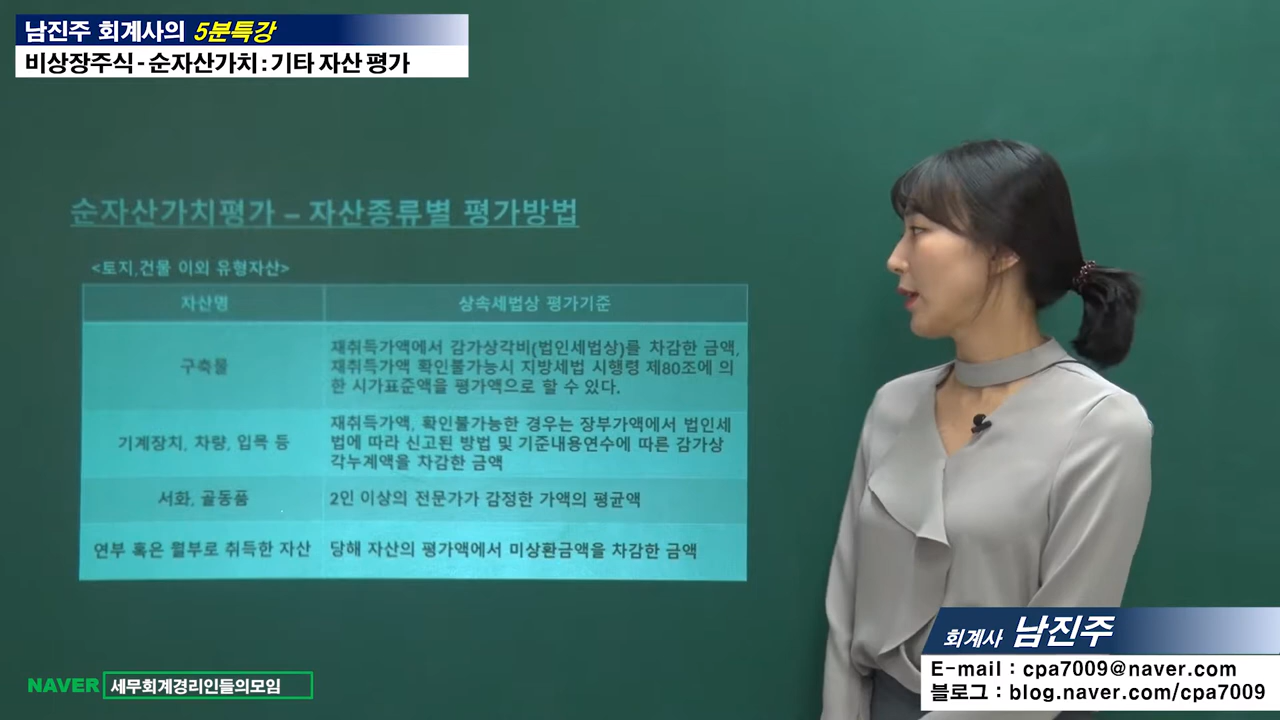 남진주 회계사의 5분특강
비상장주식 - 순자산가치 : 기타 자산 평가
순자산가치평가 – 자산종류별 평가방법
<토지,건물 이외 유형자산>
자산명
상속세법상 평가기준
구축물
재취득가액에서 감가상각비(법인세법상)를 차감한 금액,
재취득가액 확인불가능시 지방세법 시행령 제80조에 의
한 시가표준액을 평가액으로 할 수 있다.
기계장치, 차량, 입목 등
재취득가액, 확인불가능한 경우는 장부가액에서 법인세
법에 따라 신고된 방법 및 기준내용연수에 따른 감가상
각누계액을 차감한 금액
서화, 골동품
2인 이상의 전문가가 감정한 가액의 평균액
연부 혹은 월부로 취득한 자산
당해 자산의 평가액에서 미상환금액을 차감한 금액
회계사 남진주
E-mail : cpa7009@naver.com
블로그 : blog.naver.com/cpa7009
NAVER 세무회계경리인들의모임